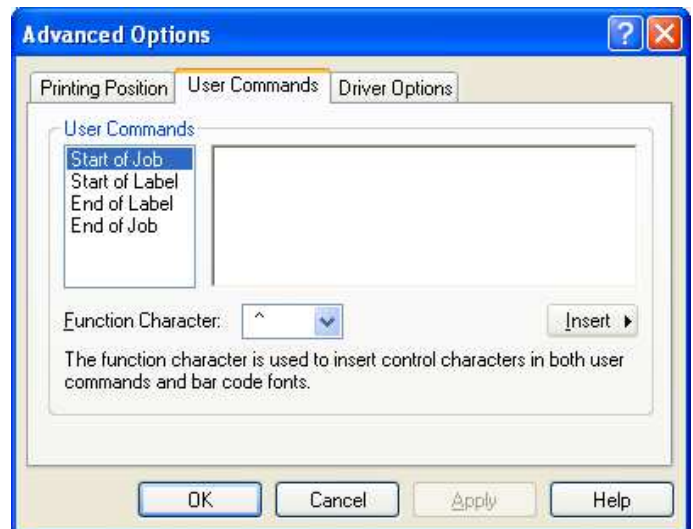 Advanced Options
Printing Position User Commands Driver Options
User Commands
Start of Job
Start of Label
End of Label
End of Job
Function Character: ^ Insert
The function character is used to insert control characters in both user
commands and bar code fonts.
OK Cancel Apply Help